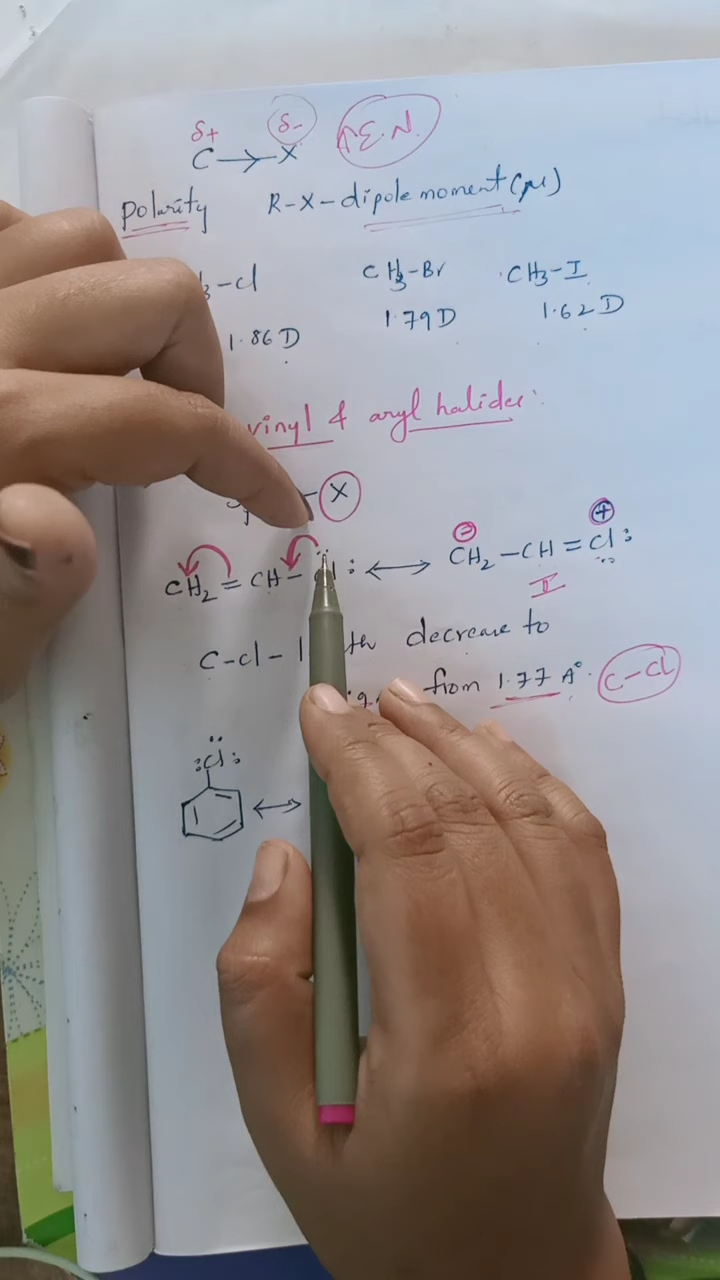 δ+ δ-
C → X ↑E.N.
Polarity R-X-dipole moment (μ)
-Cl CH3-Br CH3-I
1.86 D 1.79 D 1.62 D
vinyl & aryl halides:
- X
⊖ ⊕
CH2 = CH - Cl: ⟷ CH2 - CH = Cl:
II
C-Cl- decrease to
from 1.77 A°. C-Cl
:Cl:
⟷